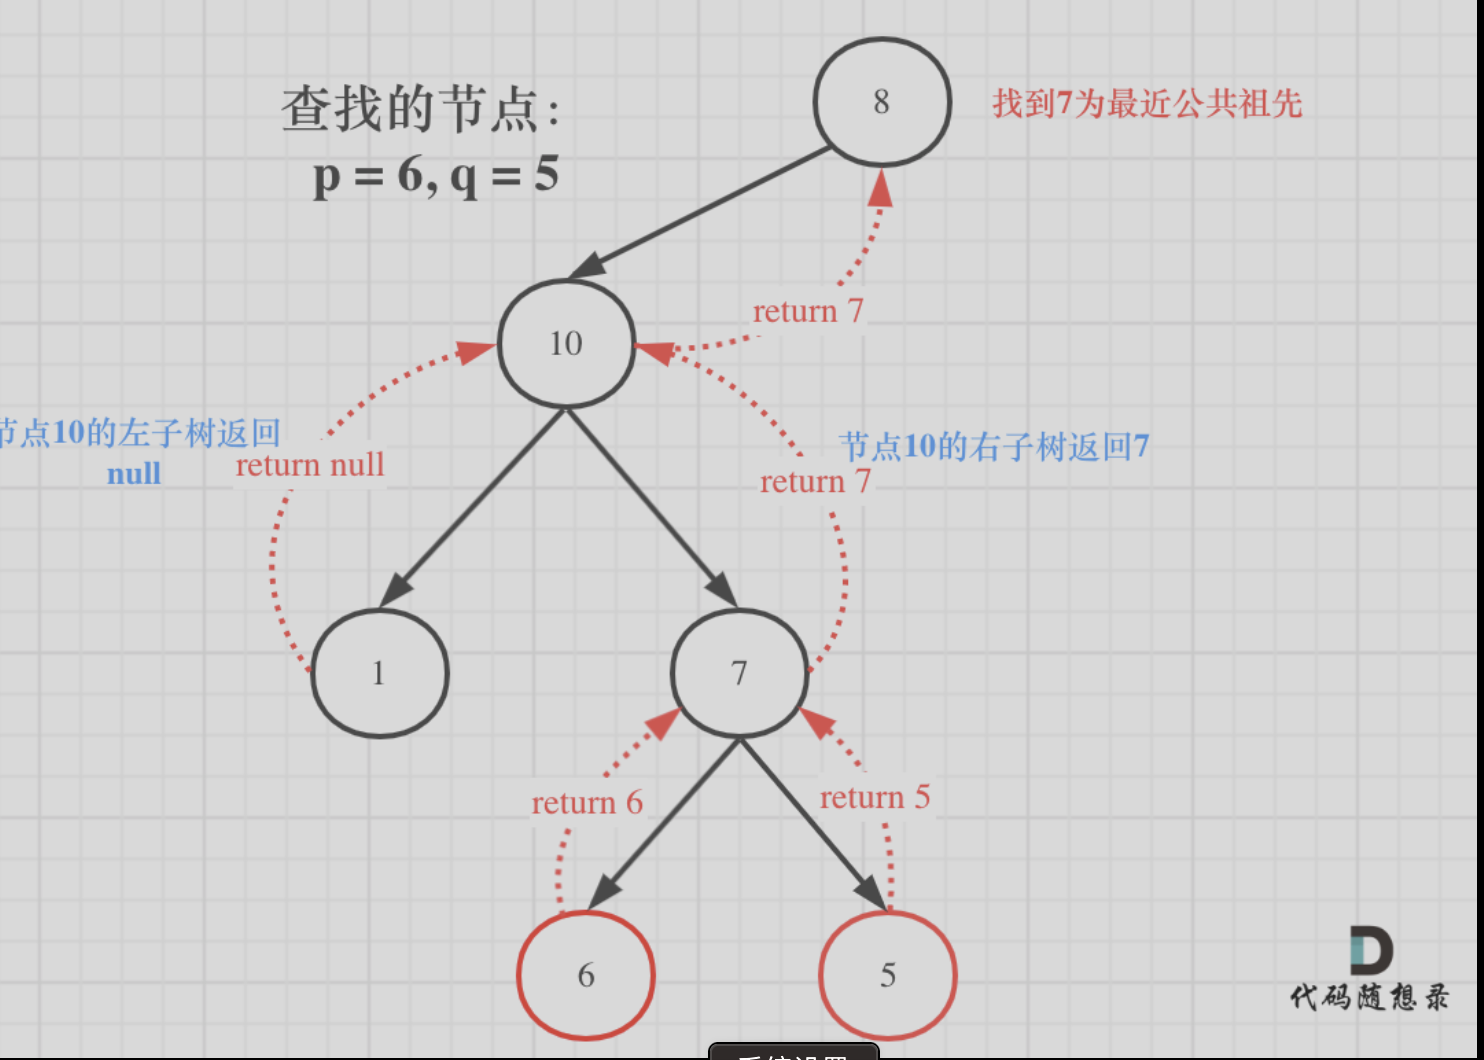 8
找到7为最近公共祖先
查找的节点：
p = 6, q = 5
return 7
10
节点10的左子树返回
null
return null
节点10的右子树返回7
return 7
1
7
return 6
return 5
6
5
代码随想录